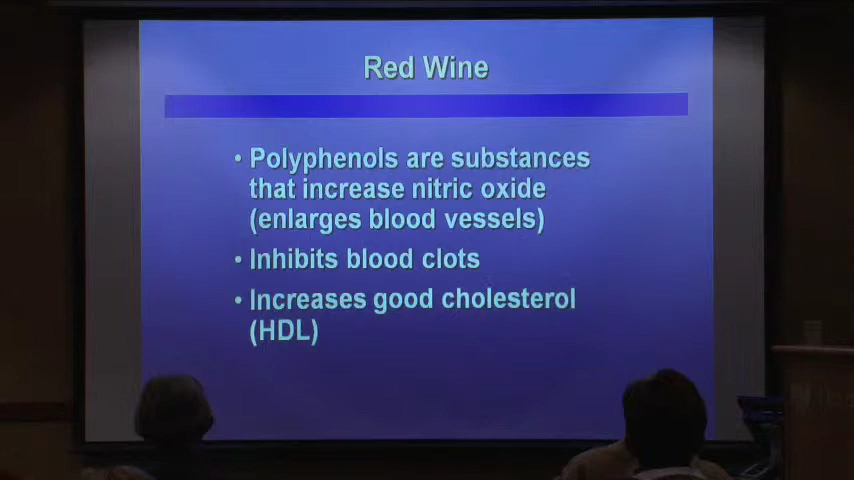 Red Wine
• Polyphenols are substances
that increase nitric oxide
(enlarges blood vessels)
• Inhibits blood clots
• Increases good cholesterol
(HDL)